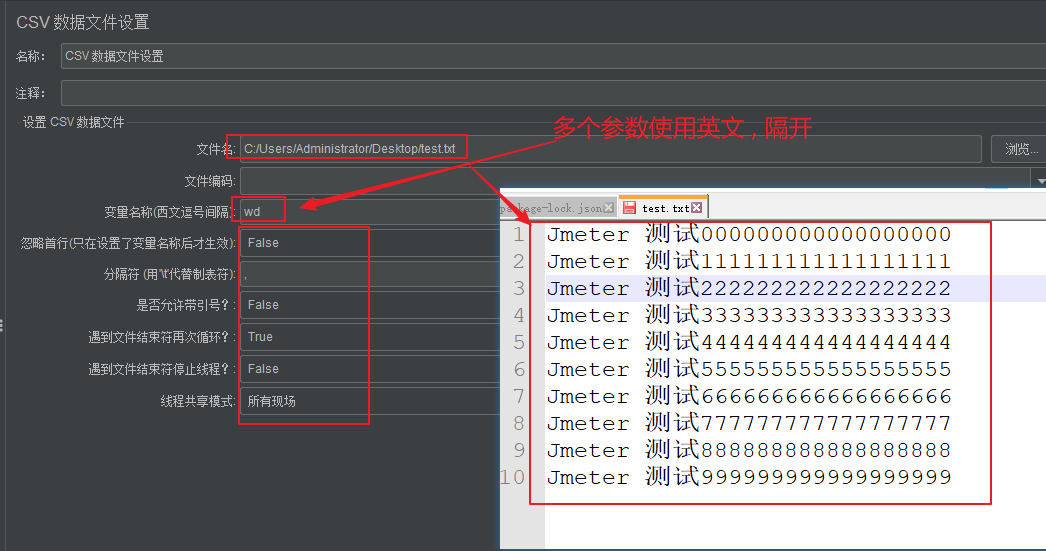 CSV 数据文件设置
名称： CSV 数据文件设置
注释：
设置 CSV 数据文件
多个参数使用英文 , 隔开
文件名: C:/Users/Administrator/Desktop/test.txt 浏览...
文件编码:
变量名称(西文逗号间隔): wd
忽略首行(只在设置了变量名称后才生效): False
分隔符 (用'\t'代替制表符): ,
是否允许带引号？: False
遇到文件结束符再次循环？: True
遇到文件结束符停止线程？: False
线程共享模式: 所有现场
package-lock.json test.txt
1 Jmeter 测试000000000000000000
2 Jmeter 测试111111111111111111
3 Jmeter 测试222222222222222222
4 Jmeter 测试333333333333333333
5 Jmeter 测试444444444444444444
6 Jmeter 测试555555555555555555
7 Jmeter 测试666666666666666666
8 Jmeter 测试777777777777777777
9 Jmeter 测试888888888888888888
10 Jmeter 测试999999999999999999